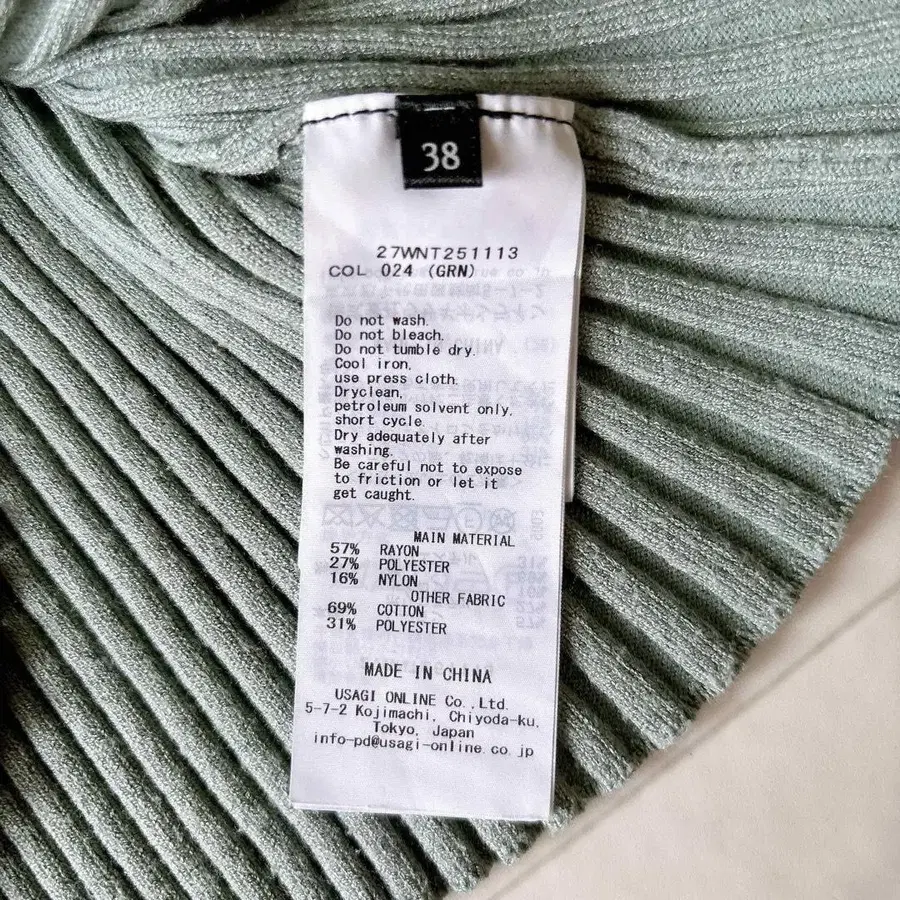 38
27WNT251113
COL 024 (GRN)
Do not wash.
Do not bleach.
Do not tumble dry.
Cool iron,
use press cloth.
Dryclean,
petroleum solvent only,
short cycle.
Dry adequately after
washing.
Be careful not to expose
to friction or let it
get caught.
MAIN MATERIAL
57% RAYON
27% POLYESTER
16% NYLON
OTHER FABRIC
69% COTTON
31% POLYESTER
MADE IN CHINA
USAGI ONLINE Co.,Ltd.
5-7-2 Kojimachi, Chiyoda-ku,
Tokyo, Japan
info-pd@usagi-online.co.jp